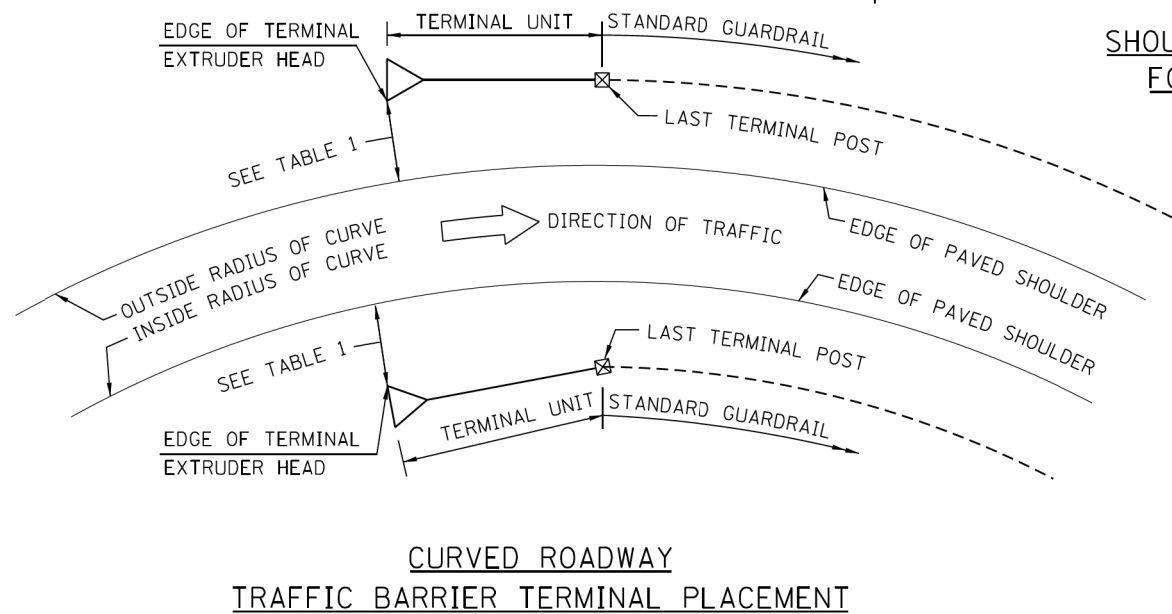 TERMINAL UNIT
STANDARD GUARDRAIL
EDGE OF TERMINAL
EXTRUDER HEAD
LAST TERMINAL POST
SEE TABLE 1
DIRECTION OF TRAFFIC
EDGE OF PAVED SHOULDER
OUTSIDE RADIUS OF CURVE
INSIDE RADIUS OF CURVE
EDGE OF PAVED SHOULDER
SEE TABLE 1
LAST TERMINAL POST
TERMINAL UNIT
STANDARD GUARDRAIL
EDGE OF TERMINAL
EXTRUDER HEAD
CURVED ROADWAY
TRAFFIC BARRIER TERMINAL PLACEMENT